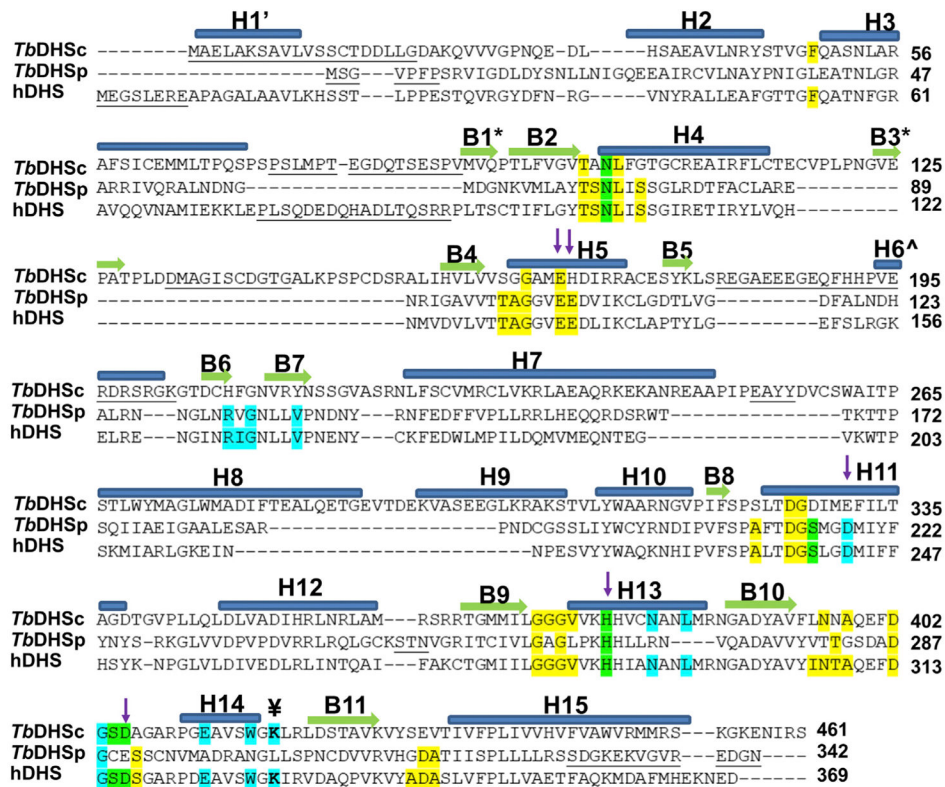 H1’ H2 H3
TbDHSc ----------MAELAKSAVLVSSCTDDLLGDAKQVVVGPNQE-DL------HSAEAVLNRYSTVGFQASNLAR 56
TbDHSp -------------------------MSG---VPFPSRVIGDLDYSNLLNIGQEEAIRCVLNAYPNIGLEATNLGR 47
hDHS MEGSLEREAPAGALAAVLKHSST---LPPESTQVRGYDFN-RG------VNYRALLEAFGTTGFQATNFGR 61
B1* B2 H4 B3*
TbDHSc AFSICEMMLTPQSPSPSLMPT-EGDQTSESPVMVQPTLFVGVTANLFGTGCREAIRFLCTECVPLPNGVE 125
TbDHSp ARRIVQRALNDNG--------------------MDGNKVMLAYTSNLISSGLRDTFACLARE---------- 89
hDHS AVQQVNAMIEKKLEPLSQDEDQHADLTQSRRPLTSCTIFLGYTSNLISSGIRETIRYLVQH---------- 122
B4 H5 B5 H6^
TbDHSc PATPLDDMAGISCDGTGALKPSPCDSRALIHVLVVSGGAMEHDIRRACESYKLSREGAEEEGEQFHHPVE 195
TbDHSp --------------------------------NRIGAVVTTAGGVEEDVIKCLGDTLVG--------DFALNDH 123
hDHS --------------------------------NMVDVLVTTAGGVEEDLIKCLAPTYLG--------EFSLRGK 156
B6 B7 H7
TbDHSc RDRSRGKGTDCHFGNVRVNSSGVASRNLFSCVMRCLVKRLAEAQRKEKANREAAPIPEAYYDVCSWAITP 265
TbDHSp ALRN---NGLNRVGNLLVPNDNY---RNFEDFFVPLLRRLHEQQRDSRWT------------TKTTP 172
hDHS ELRE---NGINRIGNLLVPNENY---CKFEDWLMPILDQMVMEQNTEG--------------VKWTP 203
H8 H9 H10 B8 H11
TbDHSc STLWYMAGLWMADIFTEALQETGEVTDEKVASEEGLKRAKSTVLYWAARNGVPIFSPSLTDGDIMEFILT 335
TbDHSp SQIIAEIGAALESAR--------------PNDCGSSLIYWCYRNDIPVFSPAFTDGSMGDMIYF 222
hDHS SKMIARLGKEIN-----------------NPESVYYWAQKNHIPVFSPALTDGSLGDMIFF 247
H12 B9 H13 B10
TbDHSc AGDTGVPLLQLDLVADIHRLNRLAM---RSRRTGMMILGGGVVKHHVCNANLMRNGADYAVFLNNAQEFD 402
TbDHSp YNYS-RKGLVVDPVPDVRRLRQLGCKSTNVGRITCIVLGAGLPKHHLLRN----VQADAVVYVTTGSDAD 287
hDHS HSYK-NPGLVLDIVEDLRLINTQAI---FAKCTGMIILGGGVVKHHIANANLMRNGADYAVYINTAQEFD 313
H14 ¥ B11 H15
TbDHSc GSDAGARPGEAVSWGKLRLDSTAVKVYSEVTIVFPLIVVHVFVAWVRMMRS---KGKENIRS 461
TbDHSp GCESSCNVMADRANGLLSPNCDVVRVHGDATIISPLLLLRSSDGKEKVGVR---EDGN 342
hDHS GSDSGARPDEAVSWGKIRVDAQPVKVYADASLVFPLLVAETFAQKMDAFMHEKNED-- 369